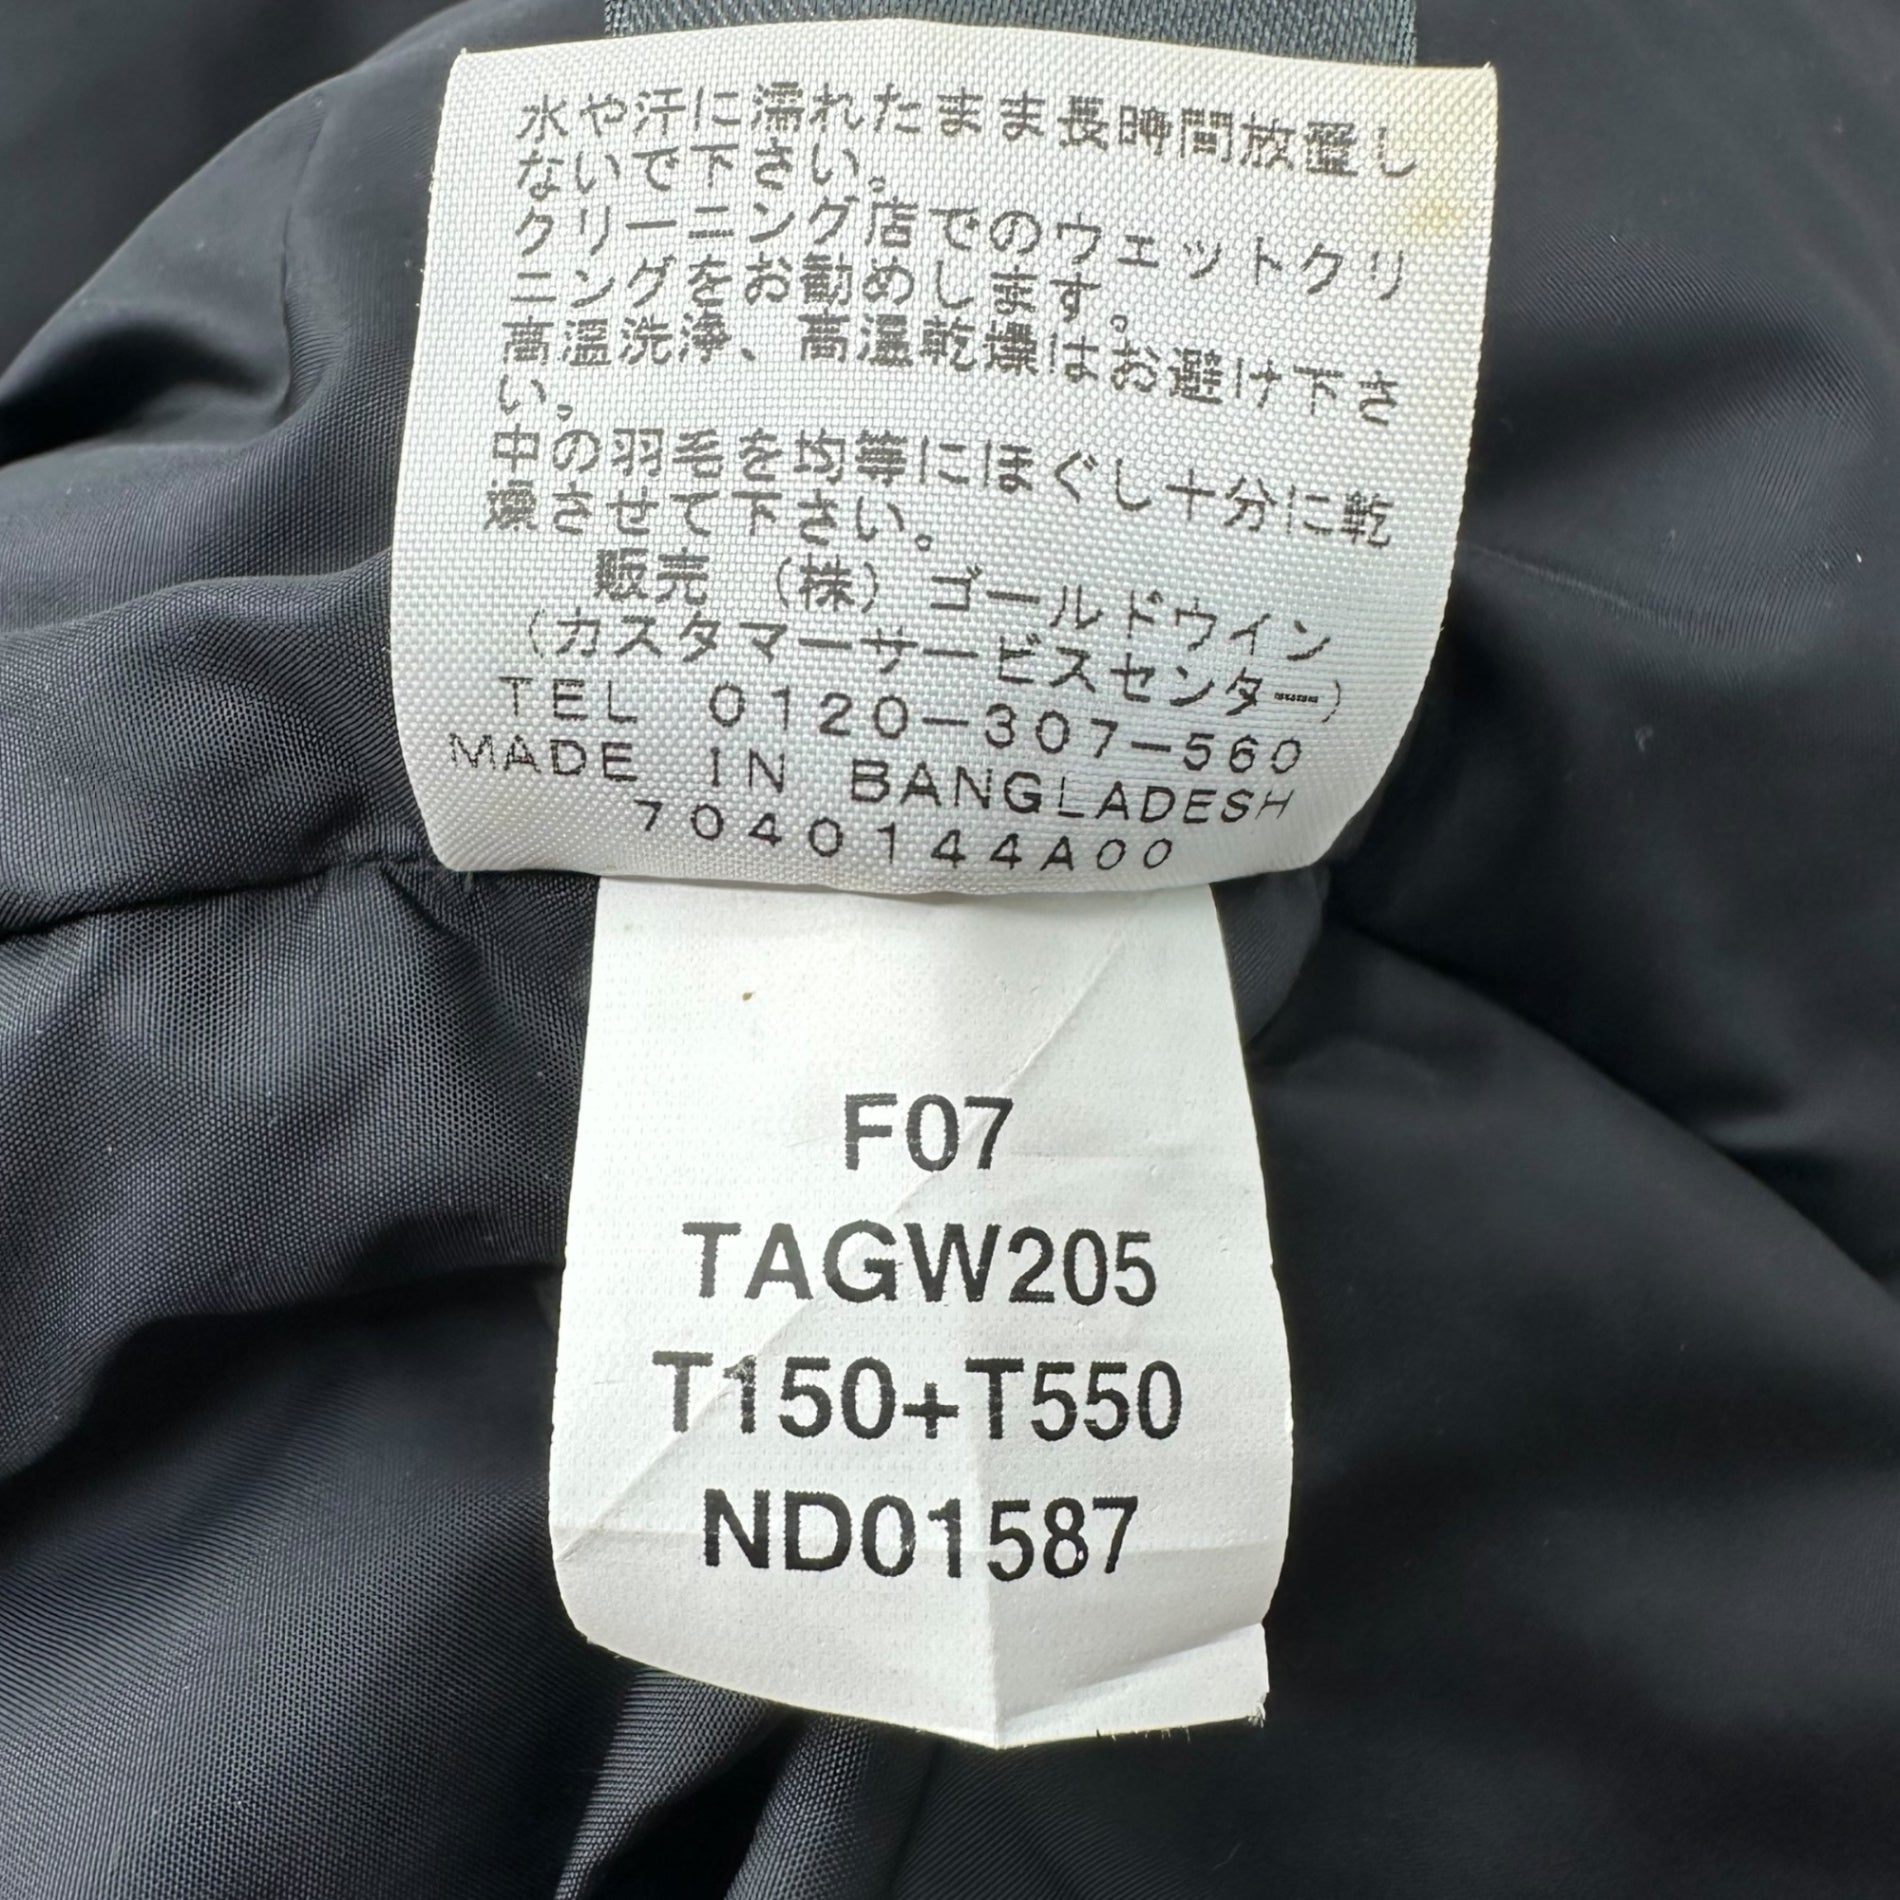 水や汗に濡れたまま長時間放置し
ないで下さい。
クリーニング店でのウェットクリ
ニングをお勧めします。
高温洗浄、高温乾燥はお避け下さ
い。
中の羽毛を均等にほぐし十分に乾
燥させて下さい。
販売 (株) ゴールドウイン
(カスタマーサービスセンター)
TEL 0120-307-560
MADE IN BANGLADESH
7040144A00
F07
TAGW205
T150+T550
ND01587